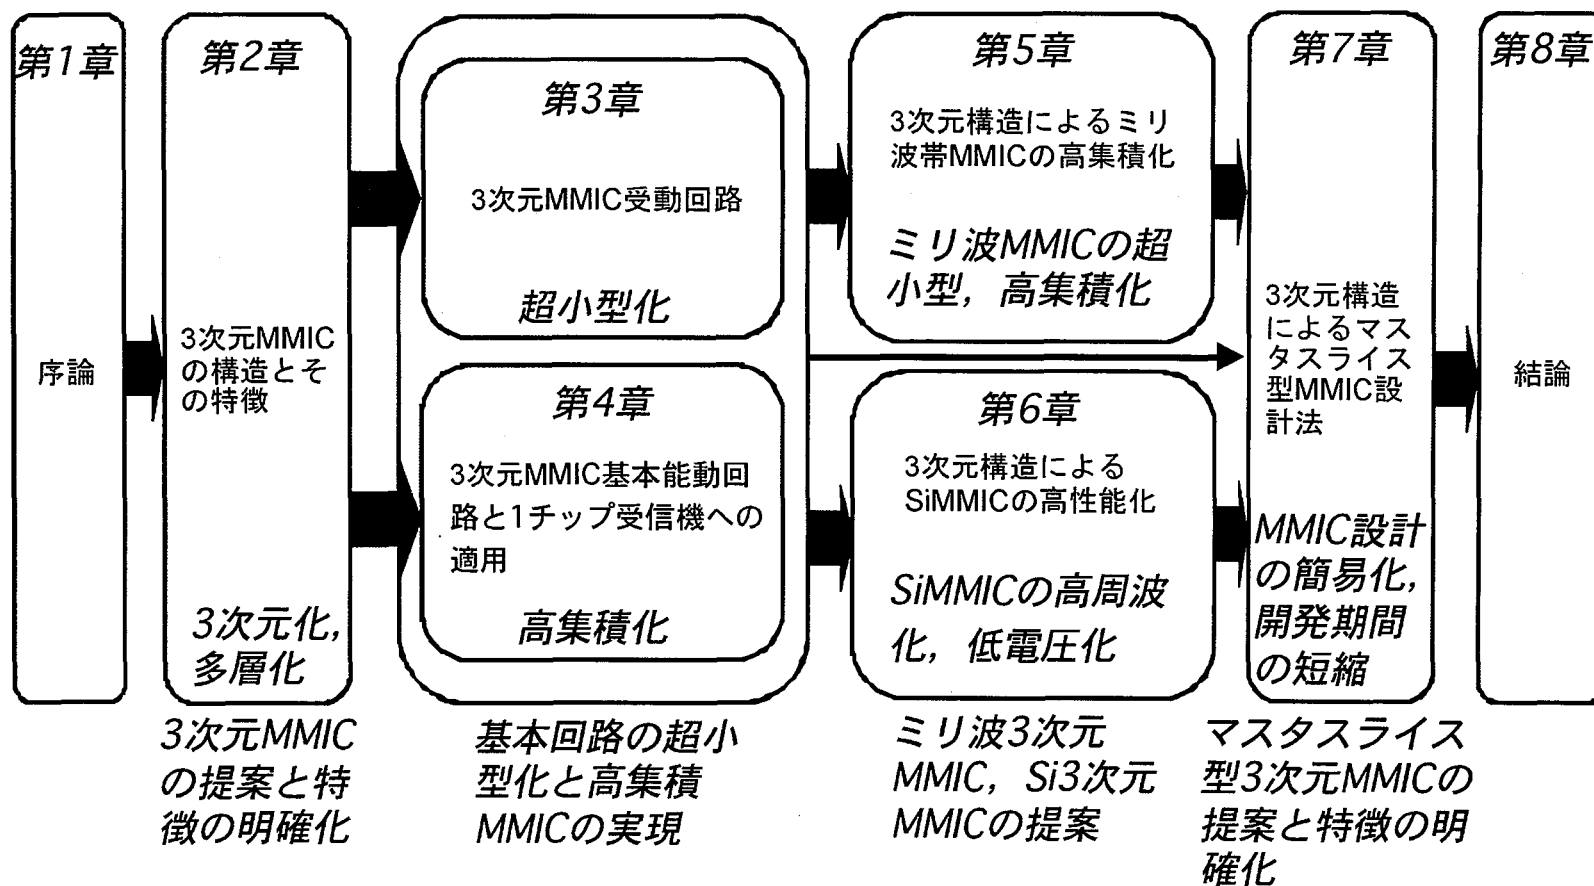 第1章
序論
第2章
3次元MMIC
の構造とそ
の特徴
3次元化,
多層化
3次元MMIC
の提案と特
徴の明確化
第3章
3次元MMIC受動回路
超小型化
第4章
3次元MMIC基本能動回
路と1チップ受信機への
適用
高集積化
基本回路の超小
型化と高集積
MMICの実現
第5章
3次元構造によるミリ
波帯MMICの高集積化
ミリ波MMICの超
小型，高集積化
第6章
3次元構造による
SiMMICの高性能化
SiMMICの高周波
化，低電圧化
ミリ波3次元
MMIC，Si3次元
MMICの提案
第7章
3次元構造
によるマス
タスライス
型MMIC設
計法
MMIC設計
の簡易化,
開発期間
の短縮
マスタスライス
型3次元MMICの
提案と特徴の明
確化
第8章
結論